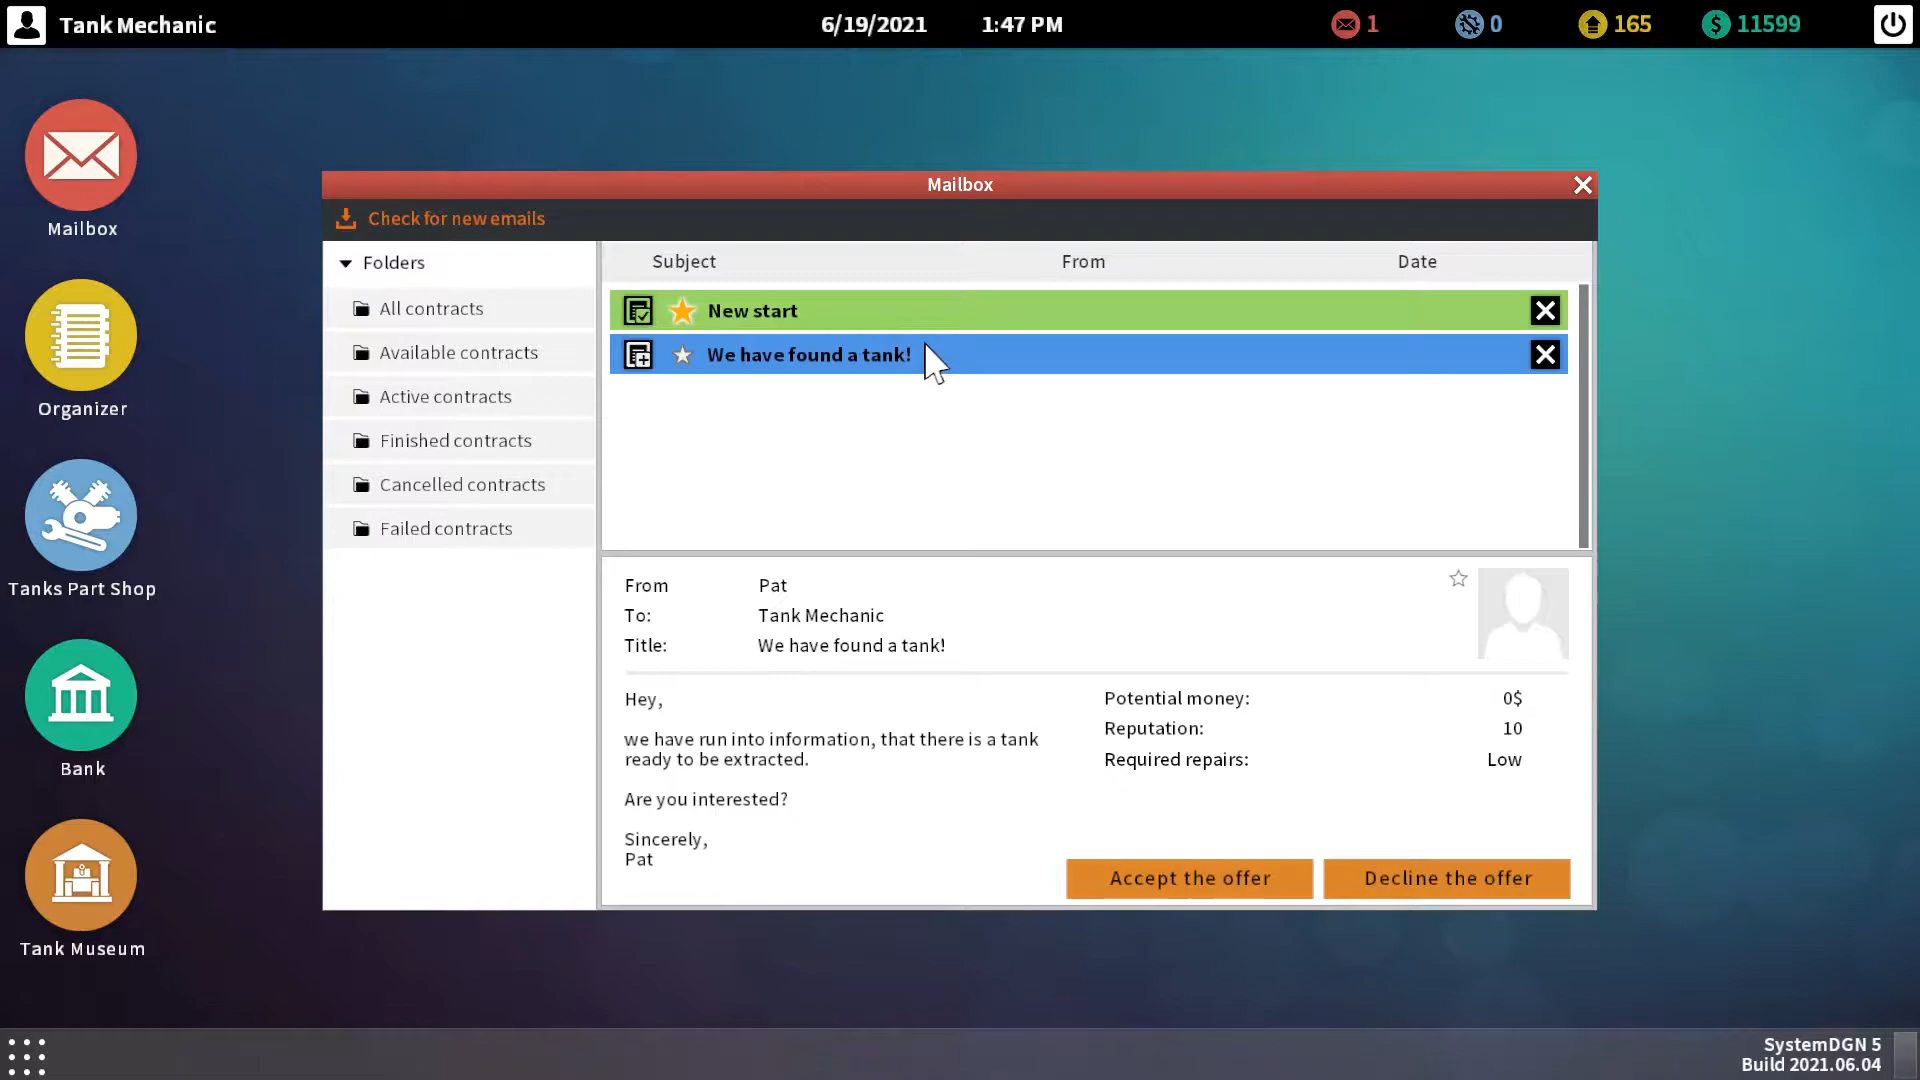 Tank Mechanic 6/19/2021 1:47 PM 1 0 165 11599
Mailbox
Organizer
Tanks Part Shop
Bank
Tank Museum
Mailbox
Check for new emails
Folders
All contracts
Available contracts
Active contracts
Finished contracts
Cancelled contracts
Failed contracts
Subject From Date
New start
We have found a tank!
From Pat
To: Tank Mechanic
Title: We have found a tank!
Hey,
we have run into information, that there is a tank
ready to be extracted.
Are you interested?
Sincerely,
Pat
Potential money: 0$
Reputation: 10
Required repairs: Low
Accept the offer Decline the offer
SystemDGN 5
Build 2021.06.04